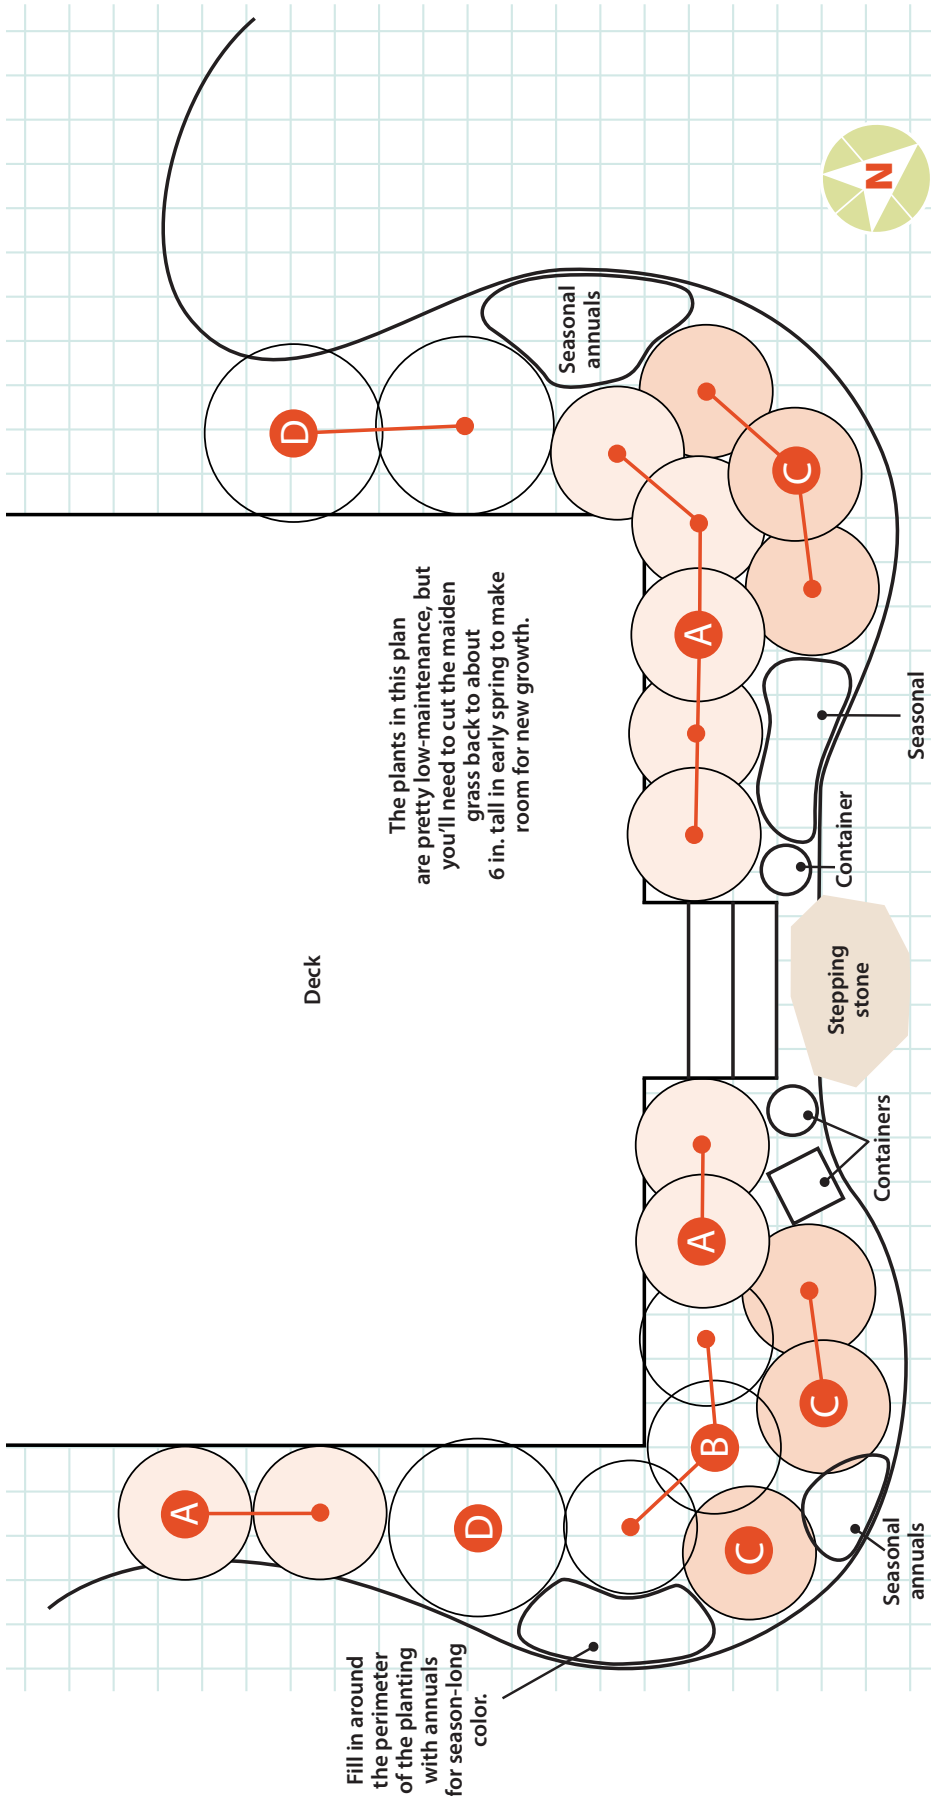 Fill in around
the perimeter
of the planting
with annuals
for season-long
color.
A
D
B
C
Seasonal
annuals
C
A
Containers
Deck
Stepping
stone
The plants in this plan
are pretty low-maintenance, but
you'll need to cut the maiden
grass back to about
6 in. tall in early spring to make
room for new growth.
Container
Seasonal
A
C
D
Seasonal
annuals
N